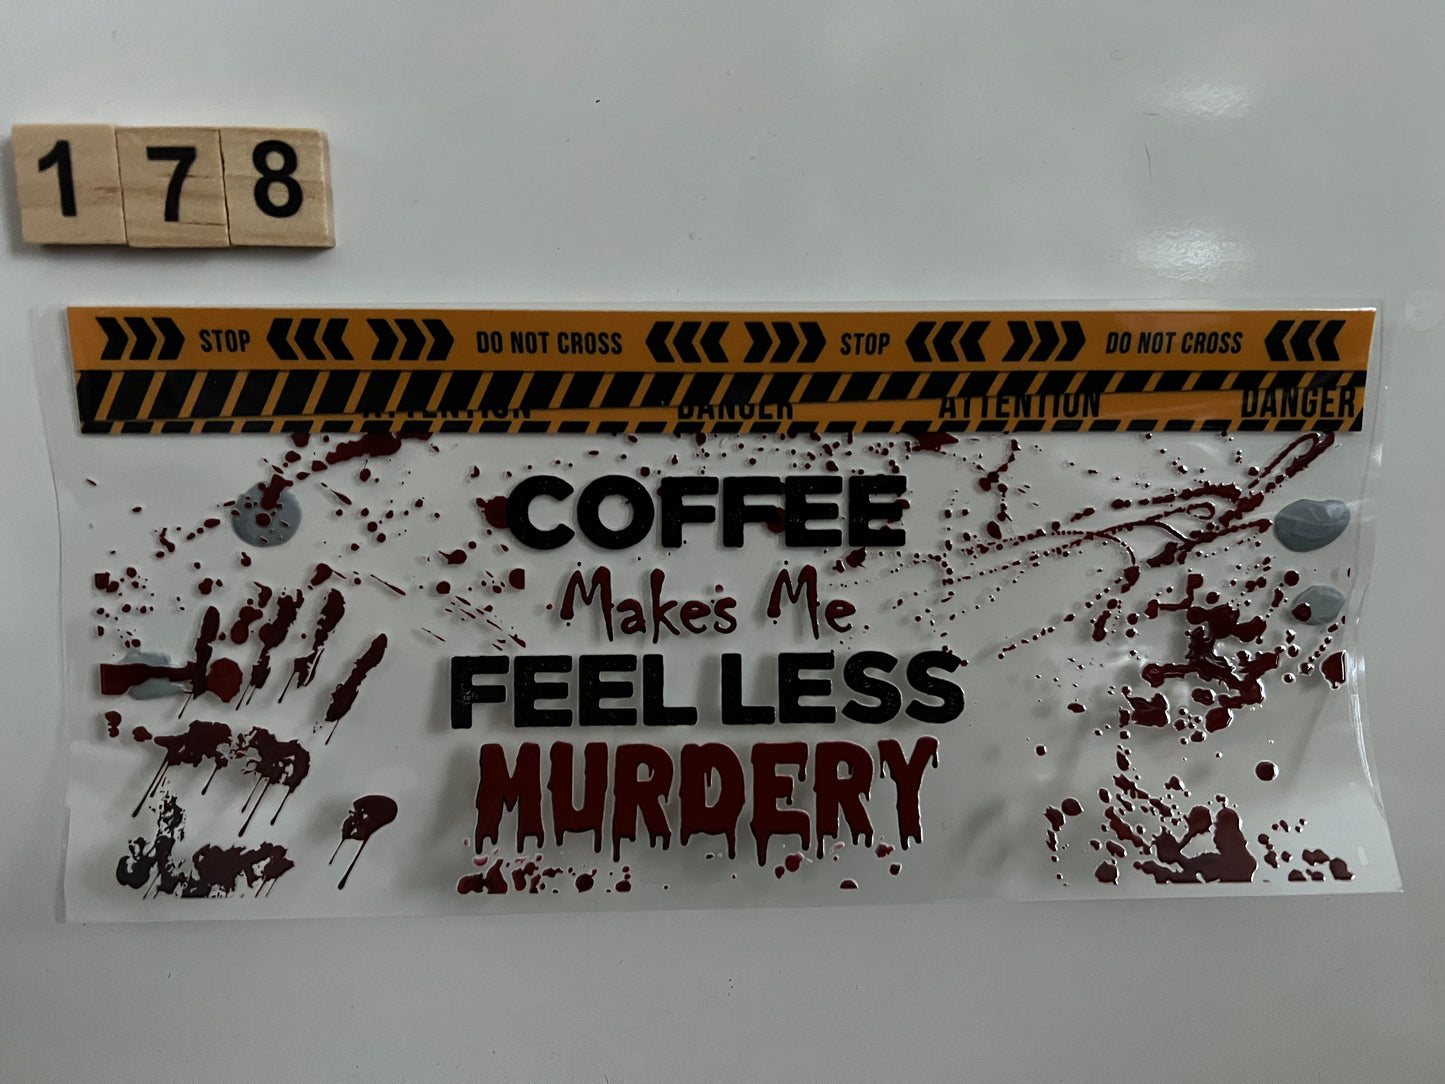 178
STOP DO NOT CROSS STOP DO NOT CROSS
ATTENTION DANGER ATTENTION DANGER
COFFEE
Makes Me
FEEL LESS
MURDERY